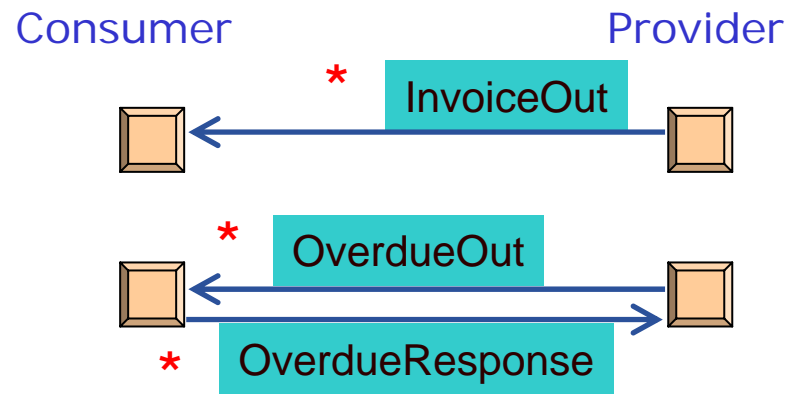 Consumer Provider
* InvoiceOut
* OverdueOut
* OverdueResponse